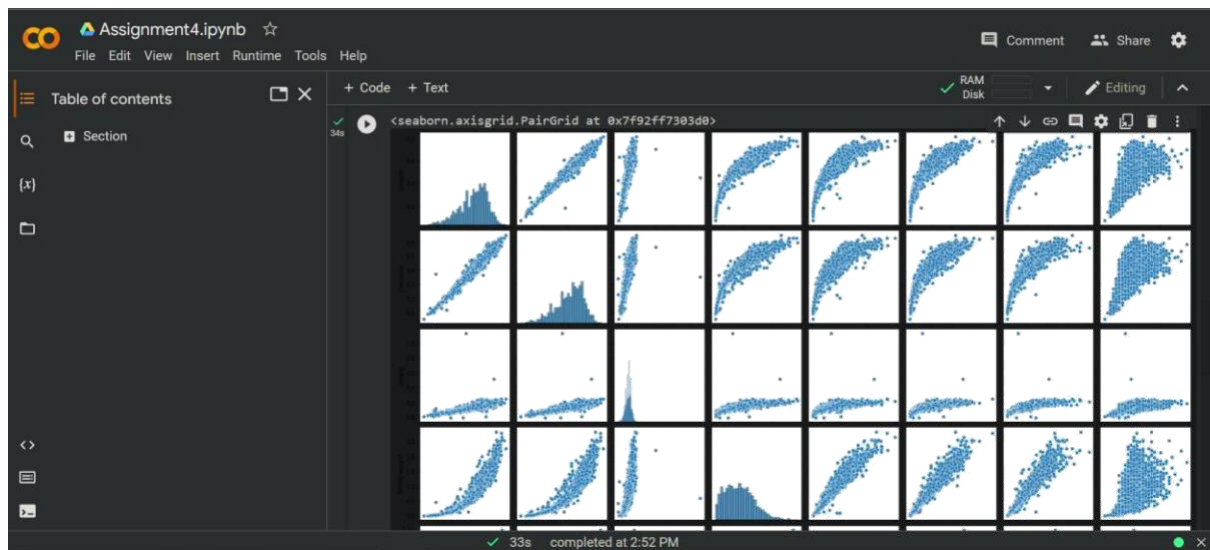 CO
Assignment4.ipynb
File Edit View Insert Runtime Tools Help
Comment
Share
Table of contents
Section
{x}
+ Code + Text
RAM
Disk
Editing
34s
<seaborn.axisgrid.PairGrid at 0x7f92ff7303d0>
33s completed at 2:52 PM